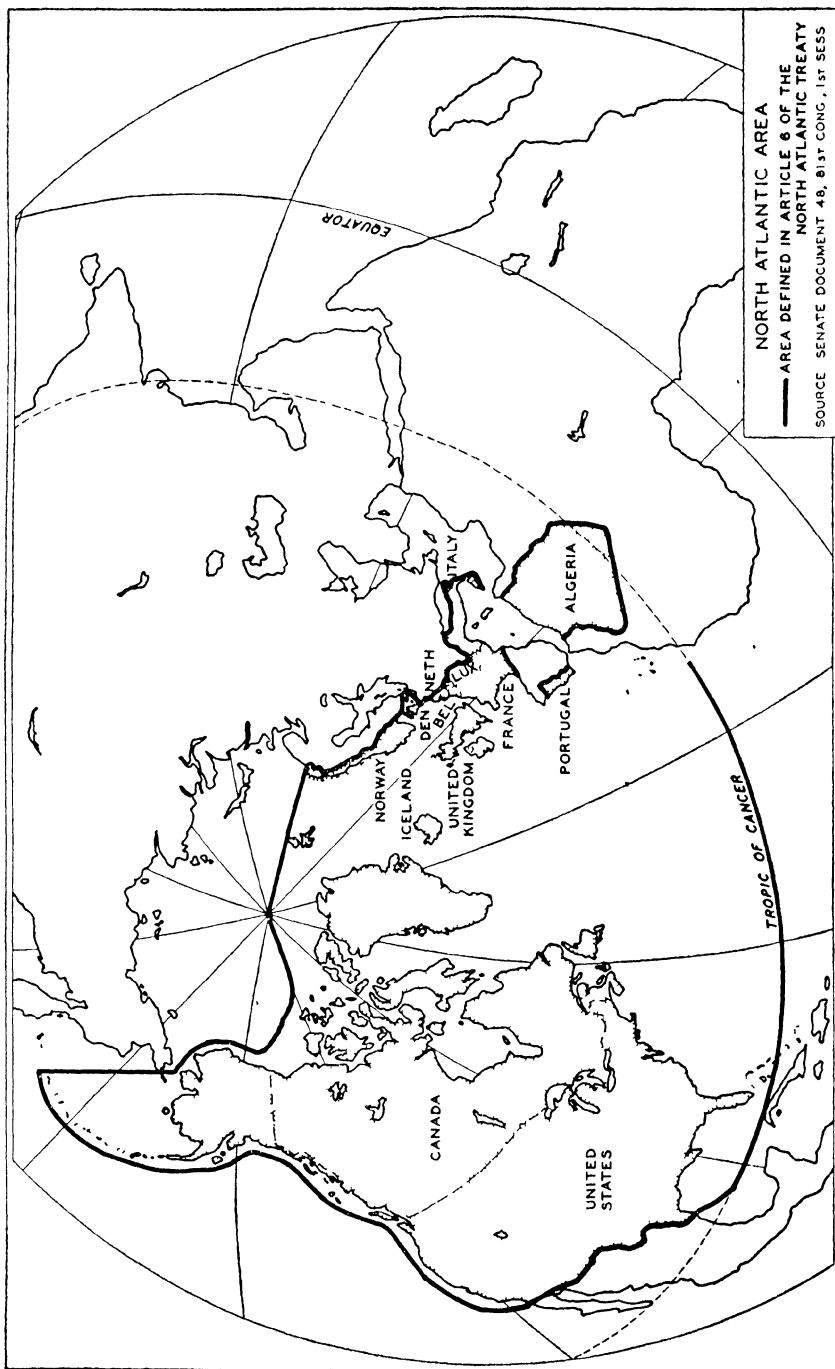 NORTH ATLANTIC AREA
AREA DEFINED IN ARTICLE 6 OF THE
NORTH ATLANTIC TREATY
SOURCE SENATE DOCUMENT 48, 81ST CONG, 1ST SESS
EQUATOR
ITALY
ALGERIA
NETH
LUX
DEN
BEL
FRANCE
PORTUGAL
NORWAY
ICELAND
UNITED
KINGDOM
TROPIC OF CANCER
CANADA
UNITED
STATES